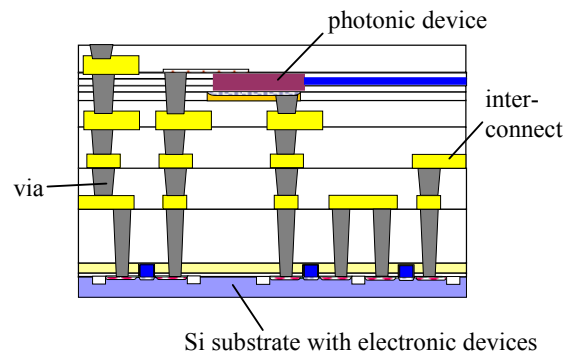 photonic device
inter-
connect
via
Si substrate with electronic devices